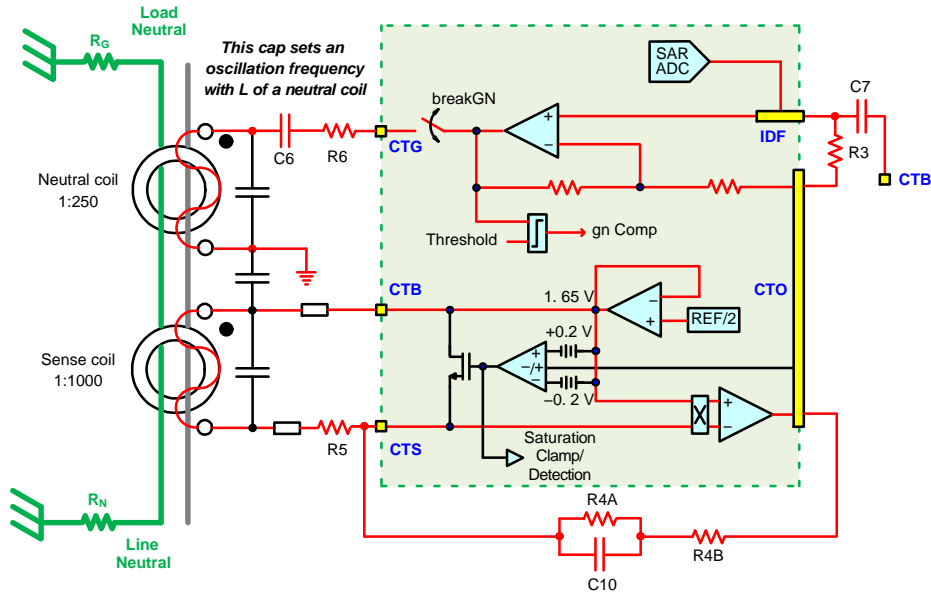 Load
Neutral
RG
This cap sets an
oscillation frequency
with L of a neutral coil
C6
R6
CTG
breakGN
SAR
ADC
IDF
C7
R3
CTB
+
−
Neutral coil
1:250
Threshold
gn Comp
CTO
CTB
1. 65 V
−
+
REF/2
+0.2 V
+
−/+
−
−0. 2 V
Sense coil
1:1000
X
+
−
R5
CTS
Saturation
Clamp/
Detection
RN
Line
Neutral
R4A
C10
R4B